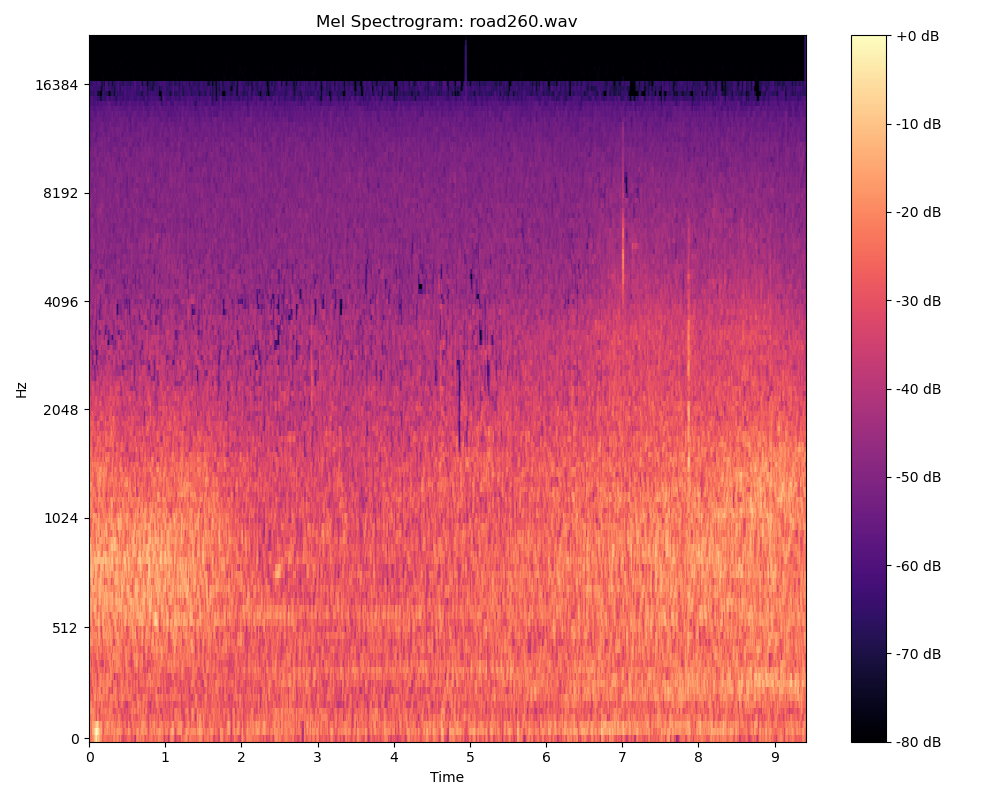 Mel Spectrogram: road260.wav
+0 dB
16384
-10 dB
8192
-20 dB
4096
-30 dB
Hz
-40 dB
2048
-50 dB
1024
-60 dB
512
-70 dB
0
-80 dB
0 1 2 3 4 5 6 7 8 9
Time